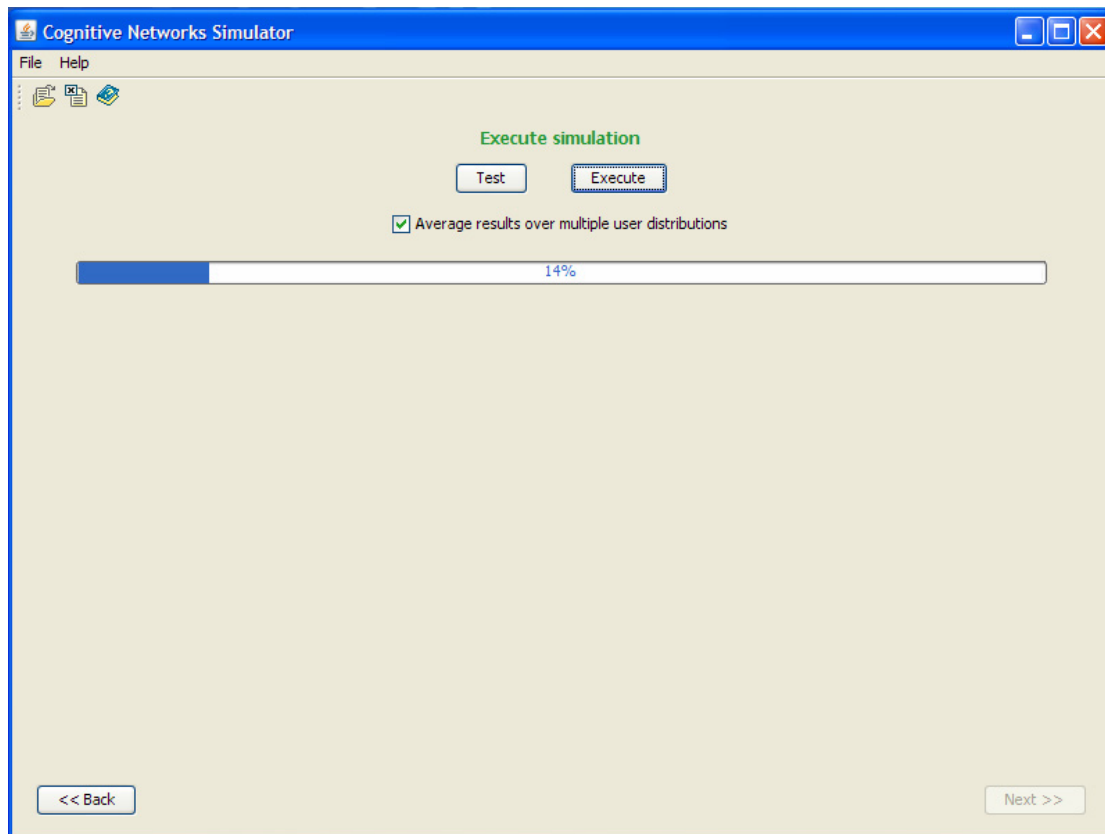 Cognitive Networks Simulator
File Help
Execute simulation
Test Execute
Average results over multiple user distributions
14%
<< Back Next >>